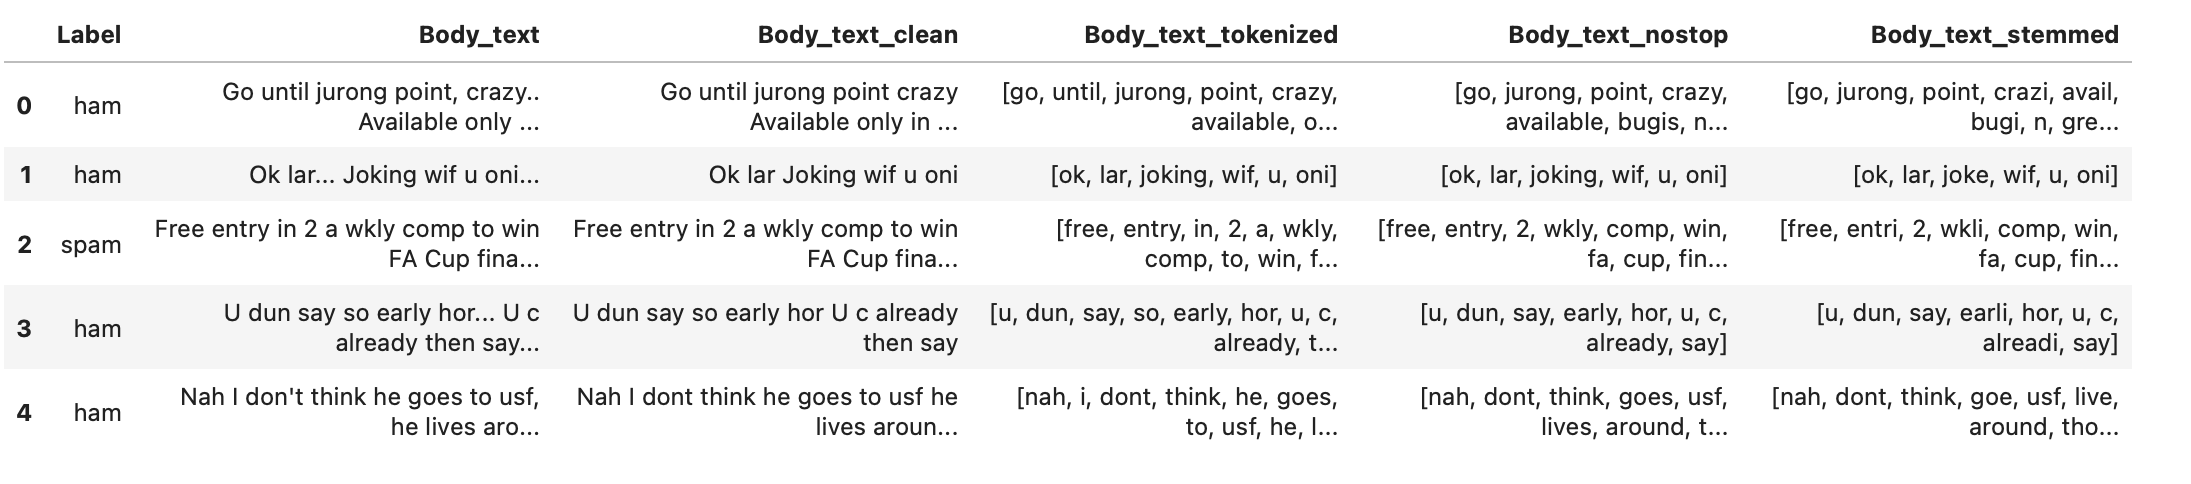 Label Body_text Body_text_clean Body_text_tokenized Body_text_nostop Body_text_stemmed
0 ham Go until jurong point, crazy.. Go until jurong point crazy [go, until, jurong, point, crazy, [go, jurong, point, crazy, [go, jurong, point, crazi, avail,
Available only ... Available only in ... available, o... available, bugis, n... bugi, n, gre...
1 ham Ok lar... Joking wif u oni... Ok lar Joking wif u oni [ok, lar, joking, wif, u, oni] [ok, lar, joking, wif, u, oni] [ok, lar, joke, wif, u, oni]
2 spam Free entry in 2 a wkly comp to win Free entry in 2 a wkly comp to win [free, entry, in, 2, a, wkly, [free, entry, 2, wkly, comp, win, [free, entri, 2, wkli, comp, win,
FA Cup fina... FA Cup fina... comp, to, win, f... fa, cup, fin... fa, cup, fin...
3 ham U dun say so early hor... U c U dun say so early hor U c already [u, dun, say, so, early, hor, u, c, [u, dun, say, early, hor, u, c, [u, dun, say, earli, hor, u, c,
already then say... then say already, t... already, say] alreadi, say]
4 ham Nah I don't think he goes to usf, Nah I dont think he goes to usf he [nah, i, dont, think, he, goes, [nah, dont, think, goes, usf, [nah, dont, think, goe, usf, live,
he lives aro... lives aroun... to, usf, he, l... lives, around, t... around, tho...